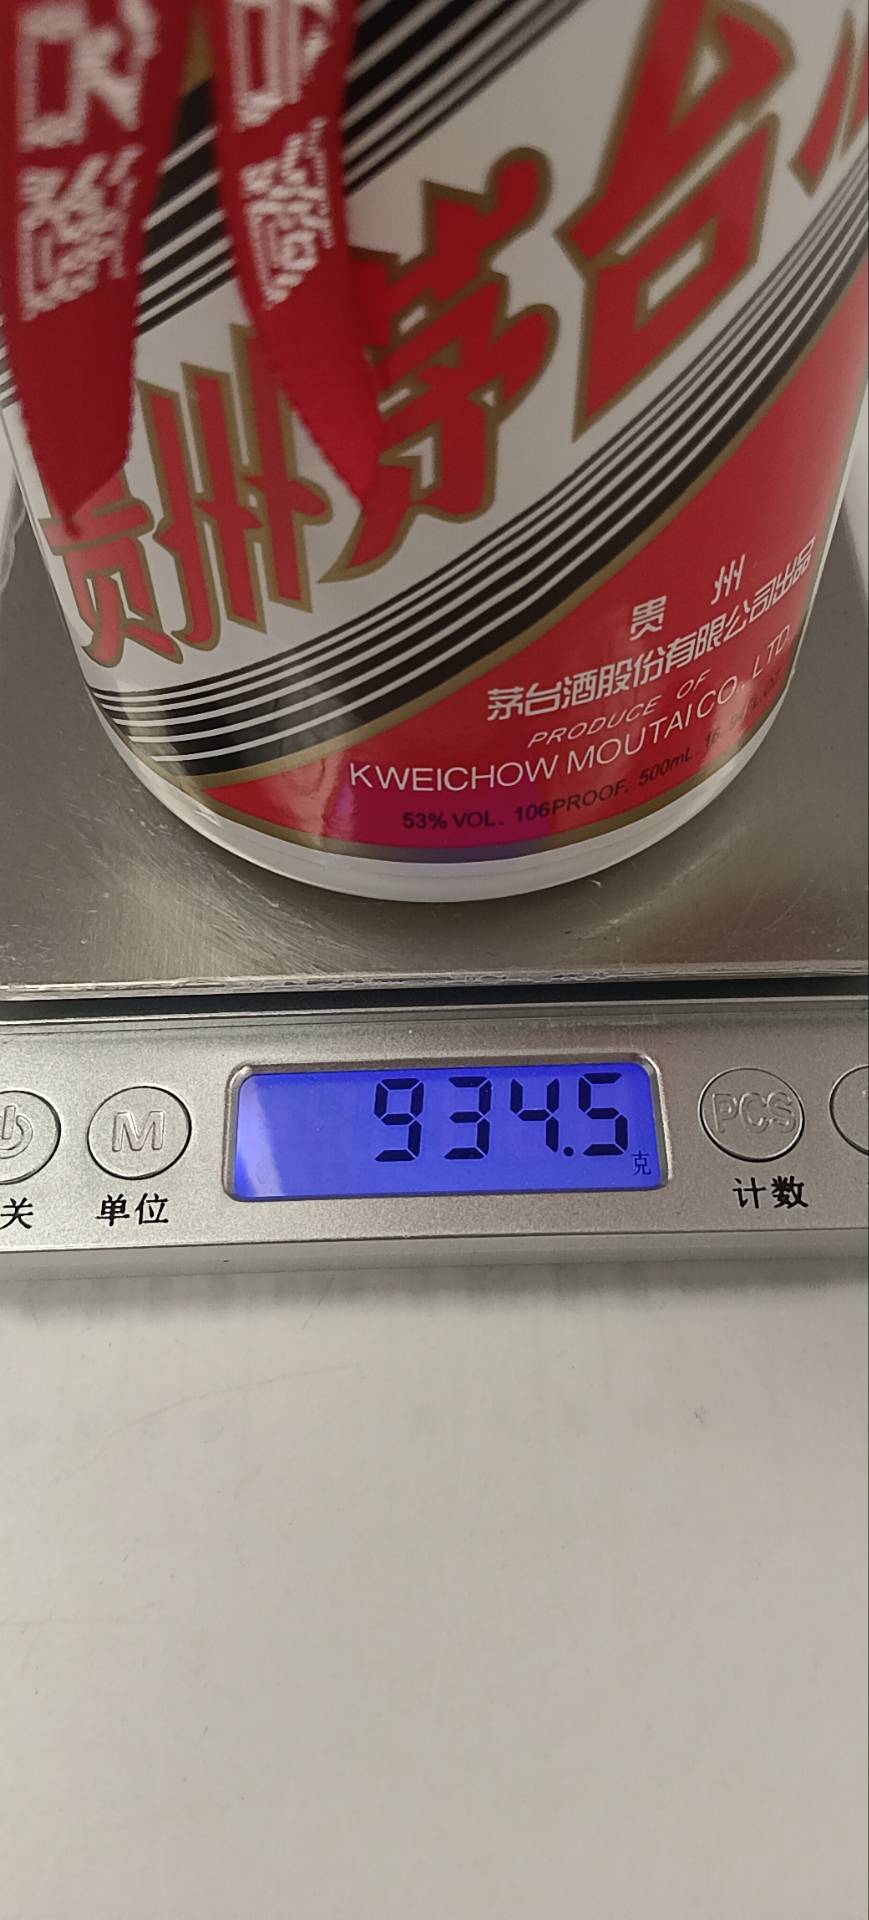 贵州茅台
贵 州
茅台酒股份有限公司出品
PRODUCE OF
KWEICHOW MOUTAI CO., LTD.
53% VOL. 106PROOF. 500mL. 16.
934.5
克
M
PCS
关
单位
计数